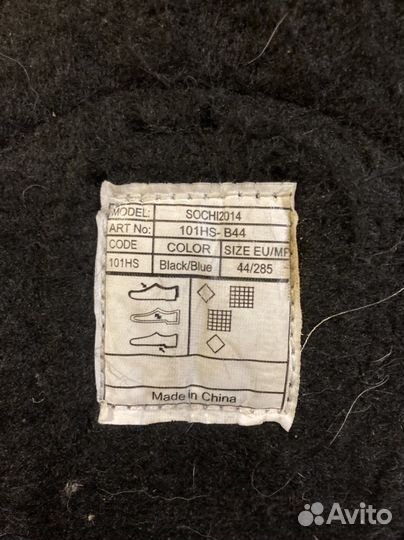 MODEL: SOCHI2014
ART No: 101HS- B44
CODE COLOR SIZE EU/MP
101HS Black/Blue 44/285
Made in China
Avito